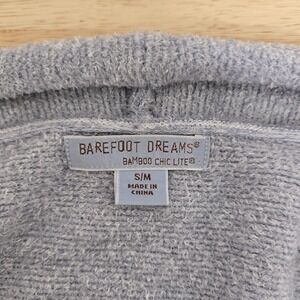 BAREFOOT DREAMS®
BAMBOO CHIC LITE®
S/M
MADE IN
CHINA